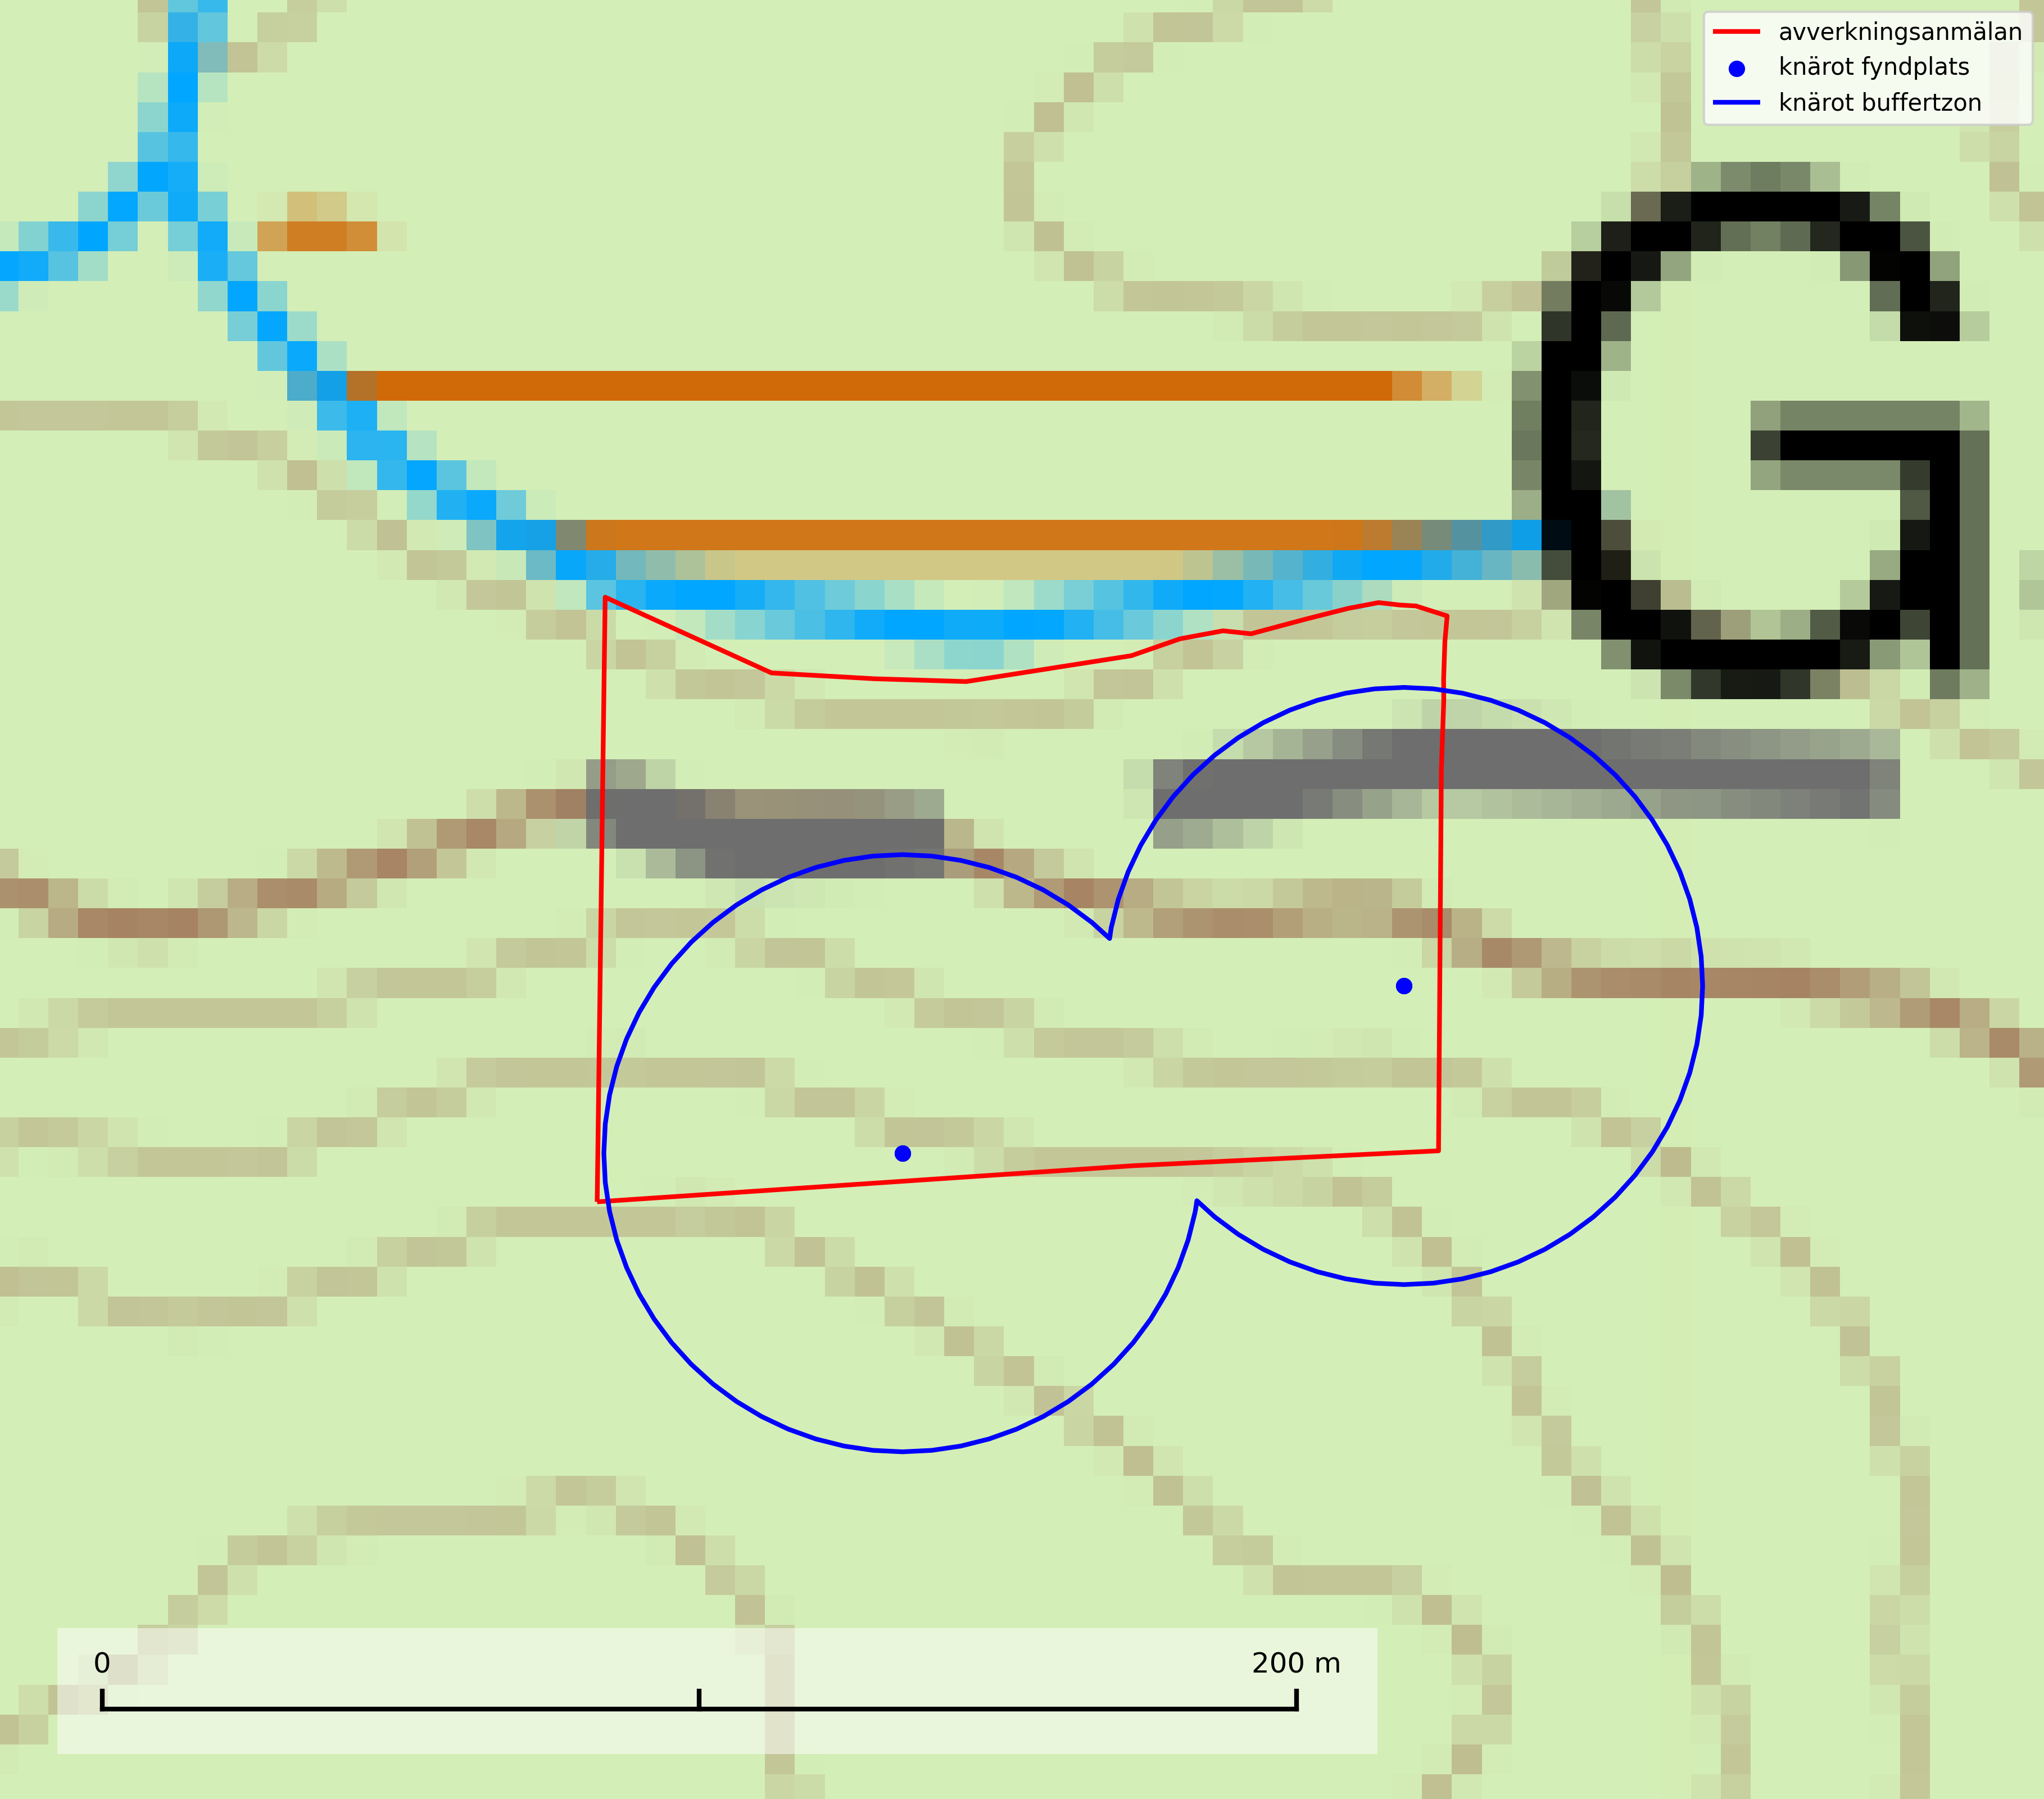 avverkningsanmälan
knärot fyndplats
knärot buffertzon
G
0 200 m